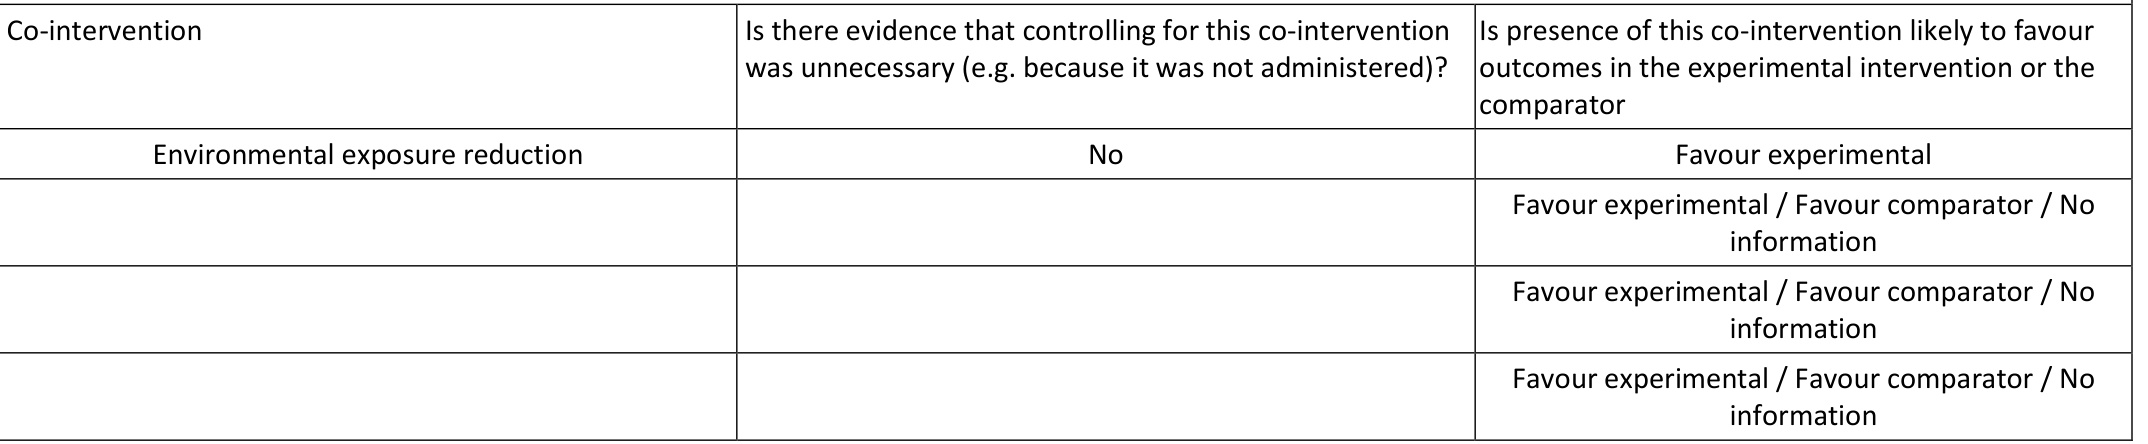 Co-intervention
Is there evidence that controlling for this co-intervention
was unnecessary (e.g. because it was not administered)?
Is presence of this co-intervention likely to favour
outcomes in the experimental intervention or the
comparator
Environmental exposure reduction
No
Favour experimental
Favour experimental / Favour comparator / No
information
Favour experimental / Favour comparator / No
information
Favour experimental / Favour comparator / No
information